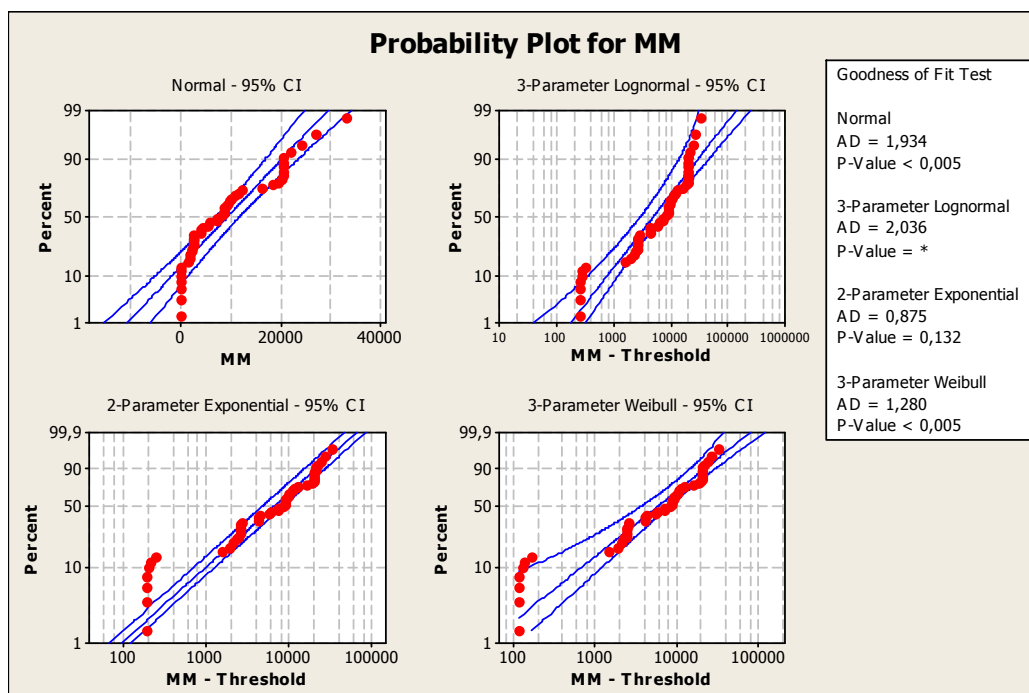 Probability Plot for MM
Normal - 95% CI
99
90
50
10
1
Percent
0
20000
40000
MM
3-Parameter Lognormal - 95% CI
99
90
50
10
1
Percent
10
100
1000
10000
100000
1000000
MM - Threshold
2-Parameter Exponential - 95% CI
99,9
90
50
10
1
Percent
100
1000
10000
100000
MM - Threshold
3-Parameter Weibull - 95% CI
99,9
90
50
10
1
Percent
100
1000
10000
100000
MM - Threshold
Goodness of Fit Test
Normal
AD = 1,934
P-Value < 0,005
3-Parameter Lognormal
AD = 2,036
P-Value = *
2-Parameter Exponential
AD = 0,875
P-Value = 0,132
3-Parameter Weibull
AD = 1,280
P-Value < 0,005